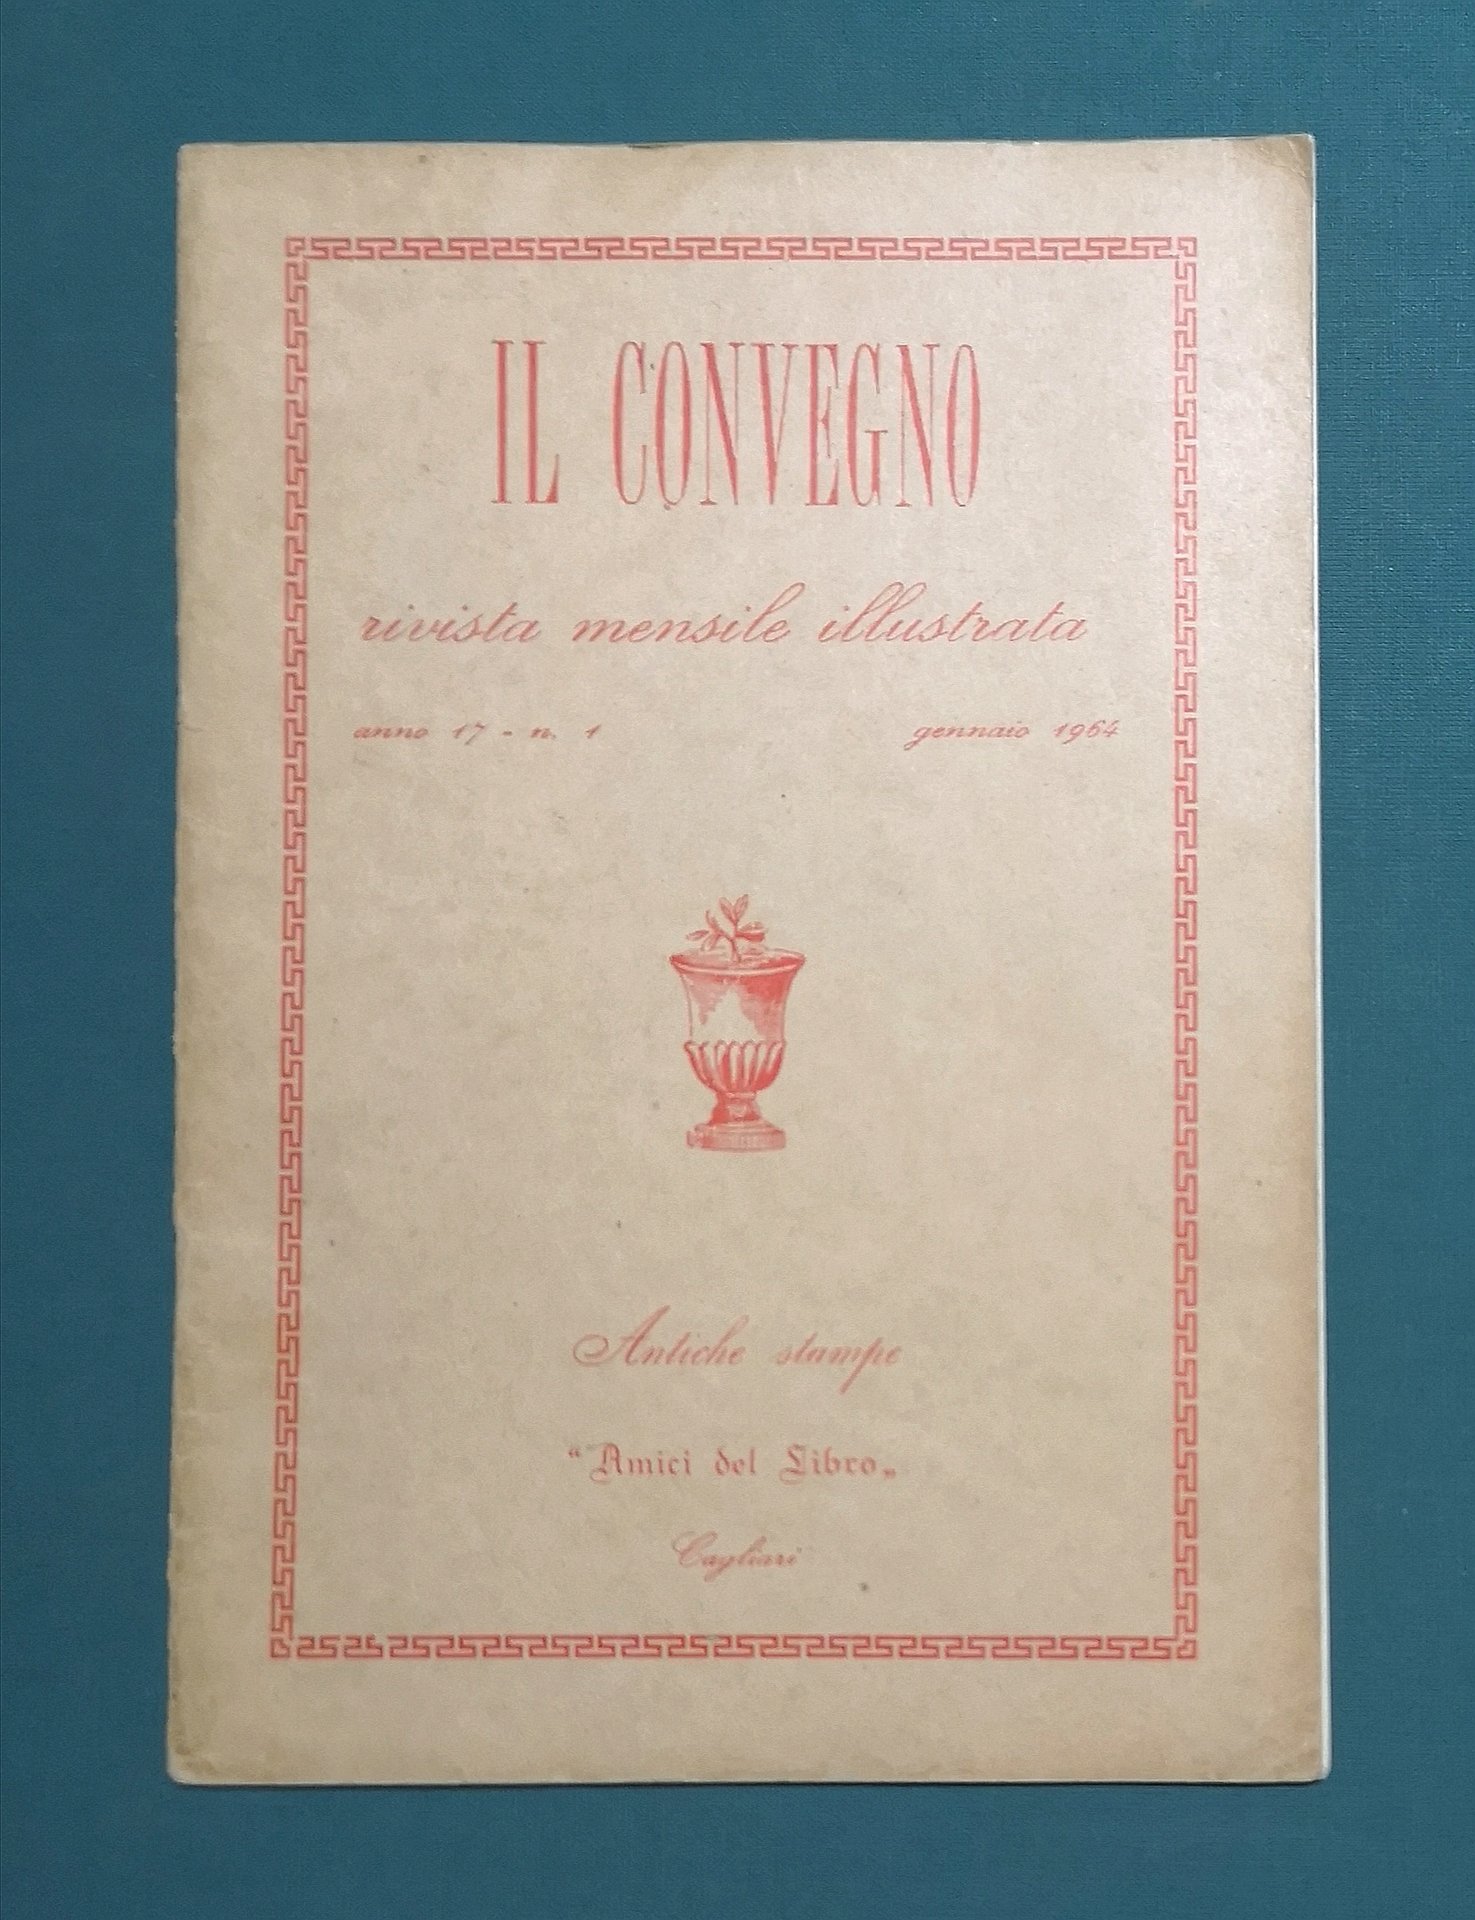 IL CONVEGNO
rivista mensile illustrata
anno 17 - n. 1 gennaio 1964
Antiche stampe
“Amici del Libro„
Cagliari